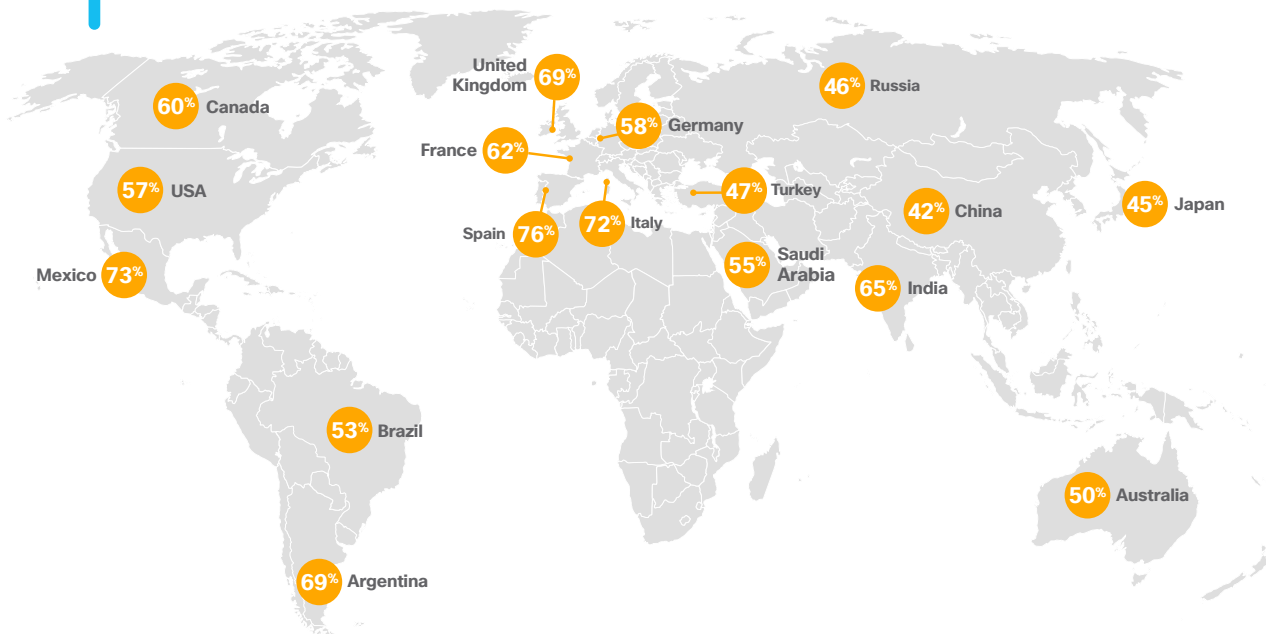 United
Kingdom
69%
46%
Russia
60%
Canada
58%
Germany
France
62%
57%
USA
47%
Turkey
42%
China
45%
Japan
Spain
76%
72%
Italy
Mexico
73%
55%
Saudi
Arabia
65%
India
53%
Brazil
50%
Australia
69%
Argentina